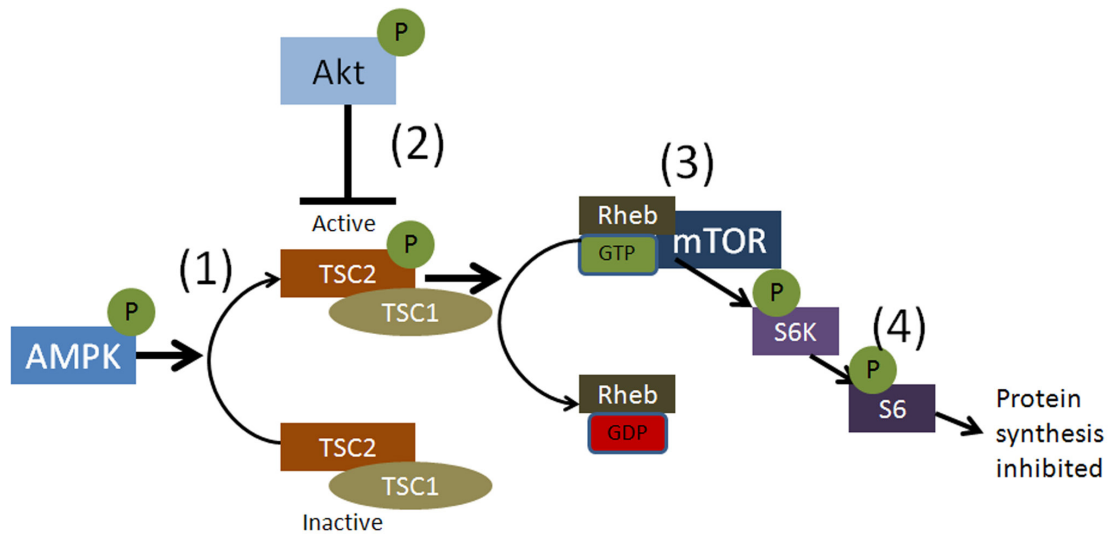 P
Akt
(2)
(3)
Active
Rheb
mTOR
GTP
P
(1)
TSC2
TSC1
P
AMPK
P
S6K
(4)
P
S6
Rheb
GDP
Protein
synthesis
inhibited
TSC2
TSC1
Inactive